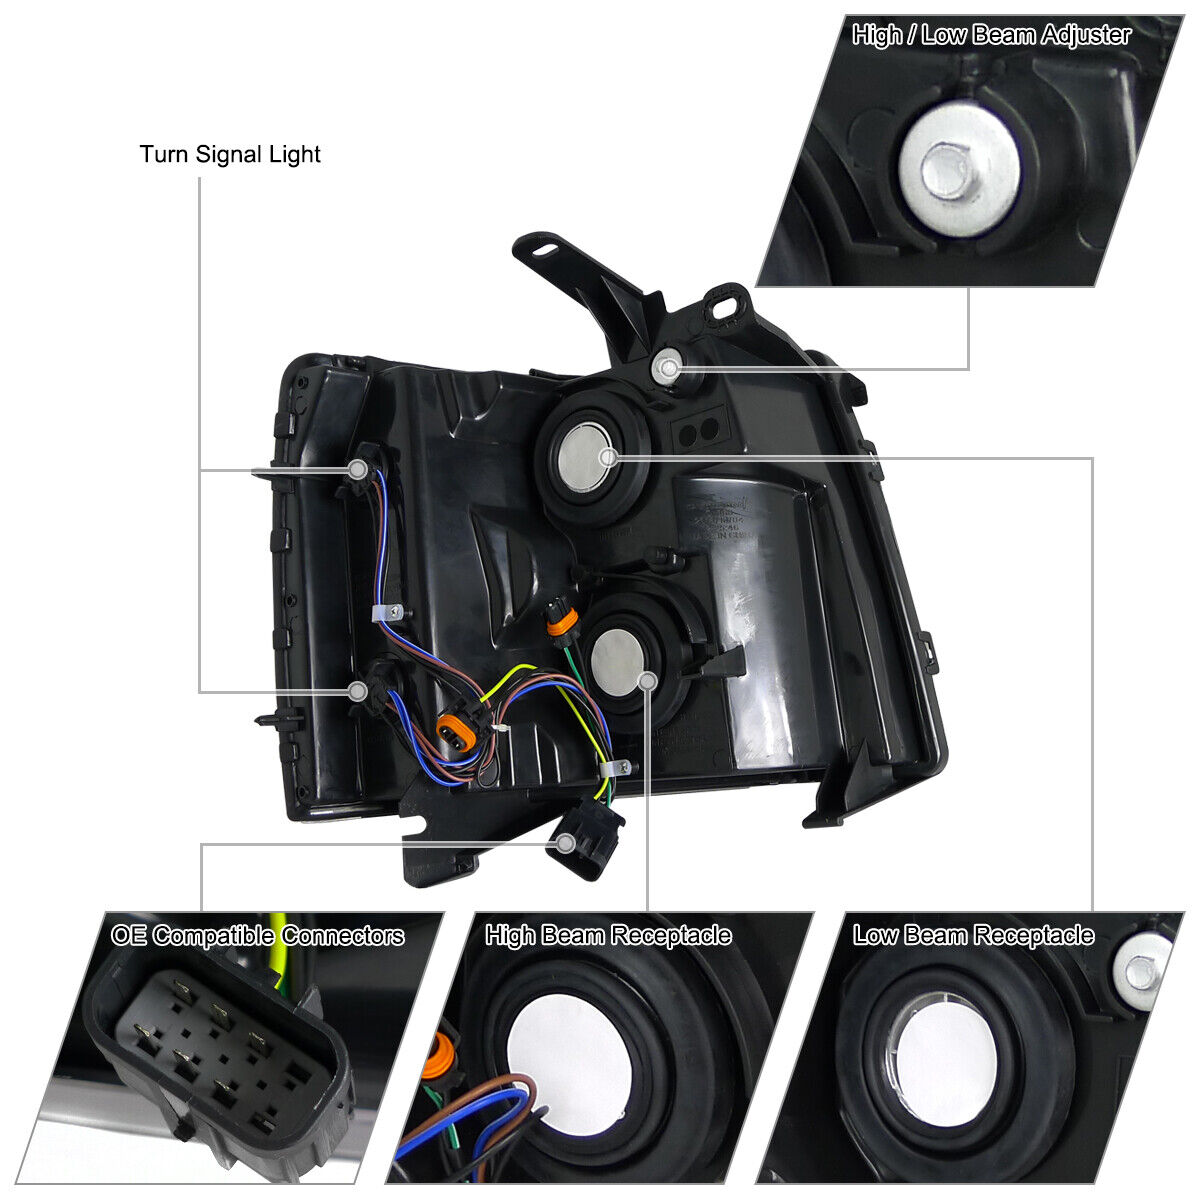 High / Low Beam Adjuster
Turn Signal Light
OE Compatible Connectors
High Beam Receptacle
Low Beam Receptacle